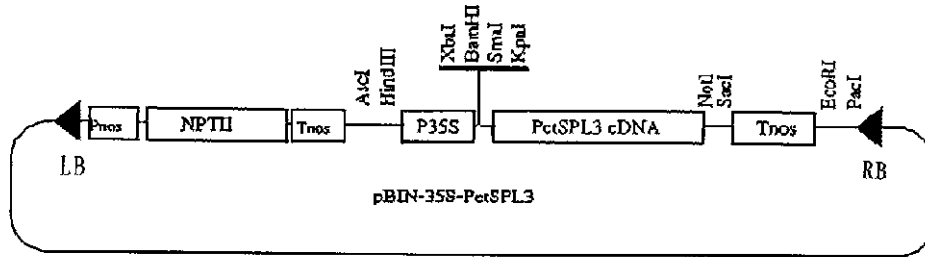 XbaI
BamHI
SmaI
KpnI
AscI
HindIII
NotI
SacI
EcoRI
PacI
Pnos
NPTII
Tnos
P35S
PetSPL3 cDNA
Tnos
LB
RB
pBIN-35S-PetSPL3